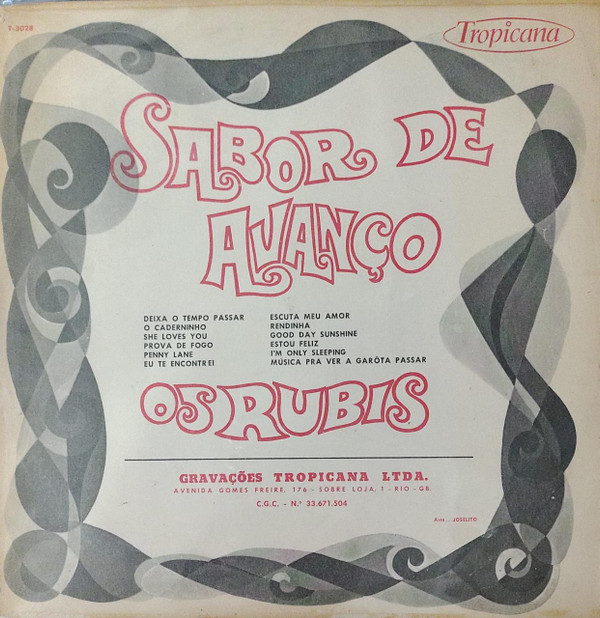 T-3028
Tropicana
SABOR DE
AVANÇO
DEIXA O TEMPO PASSAR
O CADERNINHO
SHE LOVES YOU
PROVA DE FOGO
PENNY LANE
EU TE ENCONTREI
ESCUTA MEU AMOR
RENDINHA
GOOD DAY SUNSHINE
ESTOU FELIZ
I'M ONLY SLEEPING
MÚSICA PRA VER A GARÔTA PASSAR
OS RUBIS
GRAVAÇÕES TROPICANA LTDA.
AVENIDA GOMES FREIRE, 176 - SOBRE LOJA, 1 - RIO - GB.
C.G.C. - N.º 33.671.504
Arte... JOSELITO